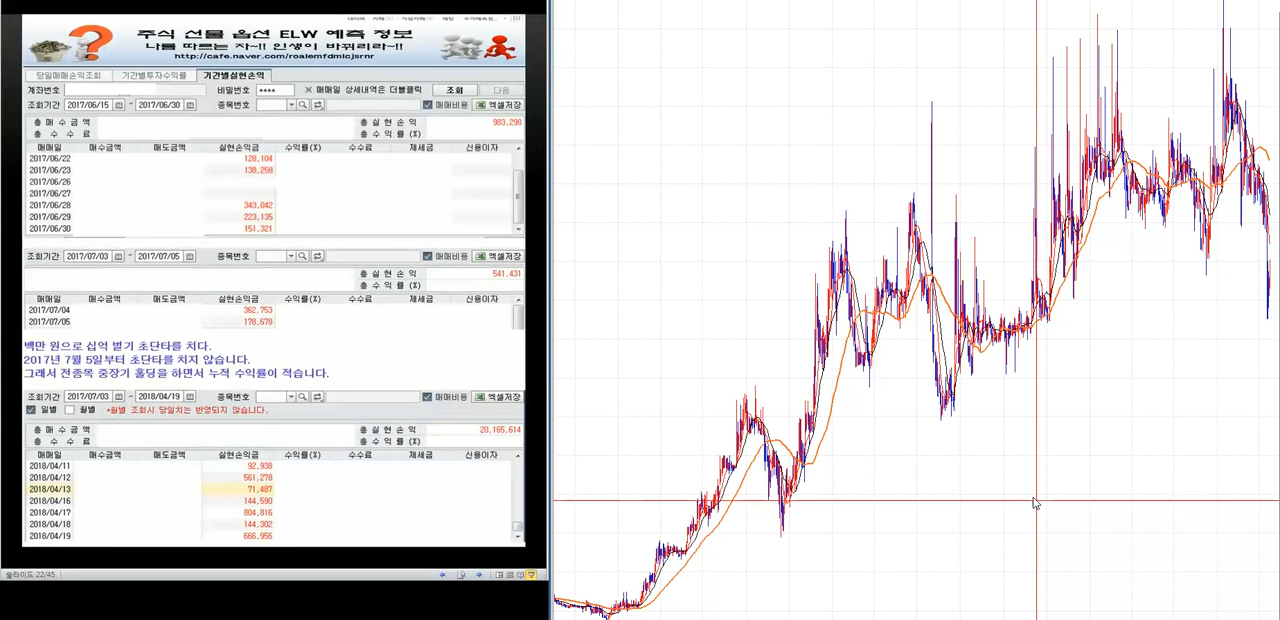 주식 선물 옵션 ELW 예측 정보
나를 따르는 자~!! 인생이 바뀌리라~!!
http://cafe.naver.com/roalemfdmlcjsrnr
당일매매손익조회 기간별투자수익률 기간별실현손익
계좌번호 비밀번호 **** ※ 매매일 상세내역은 더블클릭 조회 다음
조회기간 2017/06/15 ~ 2017/06/30 종목번호 매매비용 엑셀저장
총 매 수 금 액 총 실 현 손 익 983,298
총 수 수 료 총 수 익 률 (%)
매매일 매수금액 매도금액 실현손익금 수익률(%) 수수료 제세금 신용이자
2017/06/22 128,104
2017/06/23 138,258
2017/06/26
2017/06/27
2017/06/28 343,042
2017/06/29 223,135
2017/06/30 151,321
조회기간 2017/07/03 ~ 2017/07/05 종목번호 매매비용 엑셀저장
총 실 현 손 익 541,431
총 수 익 률 (%)
매매일 매수금액 매도금액 실현손익금 수익률(%) 수수료 제세금 신용이자
2017/07/04 362,753
2017/07/05 178,678
백만 원으로 십억 벌기 초단타를 치다.
2017년 7월 5일부터 초단타를 치지 않습니다.
그래서 전종목 중장기 홀딩을 하면서 누적 수익률이 적습니다.
조회기간 2017/07/03 ~ 2018/04/19 종목번호 매매비용 엑셀저장
일별 월별 *월별 조회시 당일치는 반영되지 않습니다.
총 매 수 금 액 총 실 현 손 익 20,165,614
총 수 수 료 총 수 익 률 (%)
매매일 매수금액 매도금액 실현손익금 수익률(%) 수수료 제세금 신용이자
2018/04/11 92,938
2018/04/12 561,278
2018/04/13 71,487
2018/04/16 144,590
2018/04/17 804,816
2018/04/18 144,302
2018/04/19 666,956
슬라이드 22/45